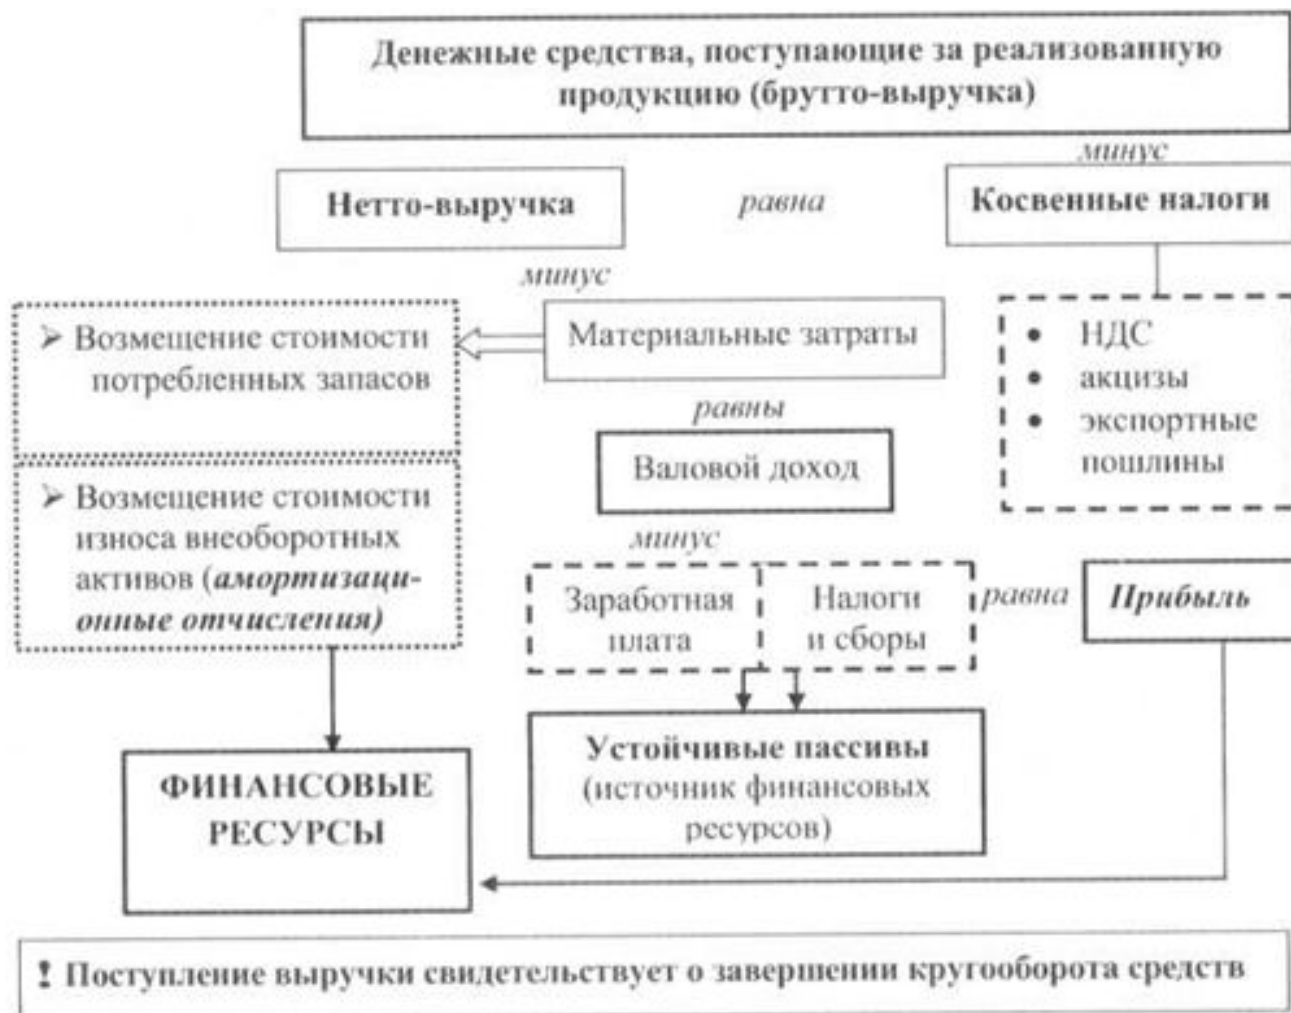 Денежные средства, поступающие за реализованную
продукцию (брутто-выручка)
минус
Нетто-выручка
равна
Косвенные налоги
минус
➢ Возмещение стоимости
потребленных запасов
Материальные затраты
• НДС
• акцизы
• экспортные
пошлины
равны
Валовой доход
➢ Возмещение стоимости
износа внеоборотных
активов (амортизаци-
онные отчисления)
минус
Заработная
плата
Налоги
и сборы
равна
Прибыль
Устойчивые пассивы
(источник финансовых
ресурсов)
ФИНАНСОВЫЕ
РЕСУРСЫ
! Поступление выручки свидетельствует о завершении кругооборота средств